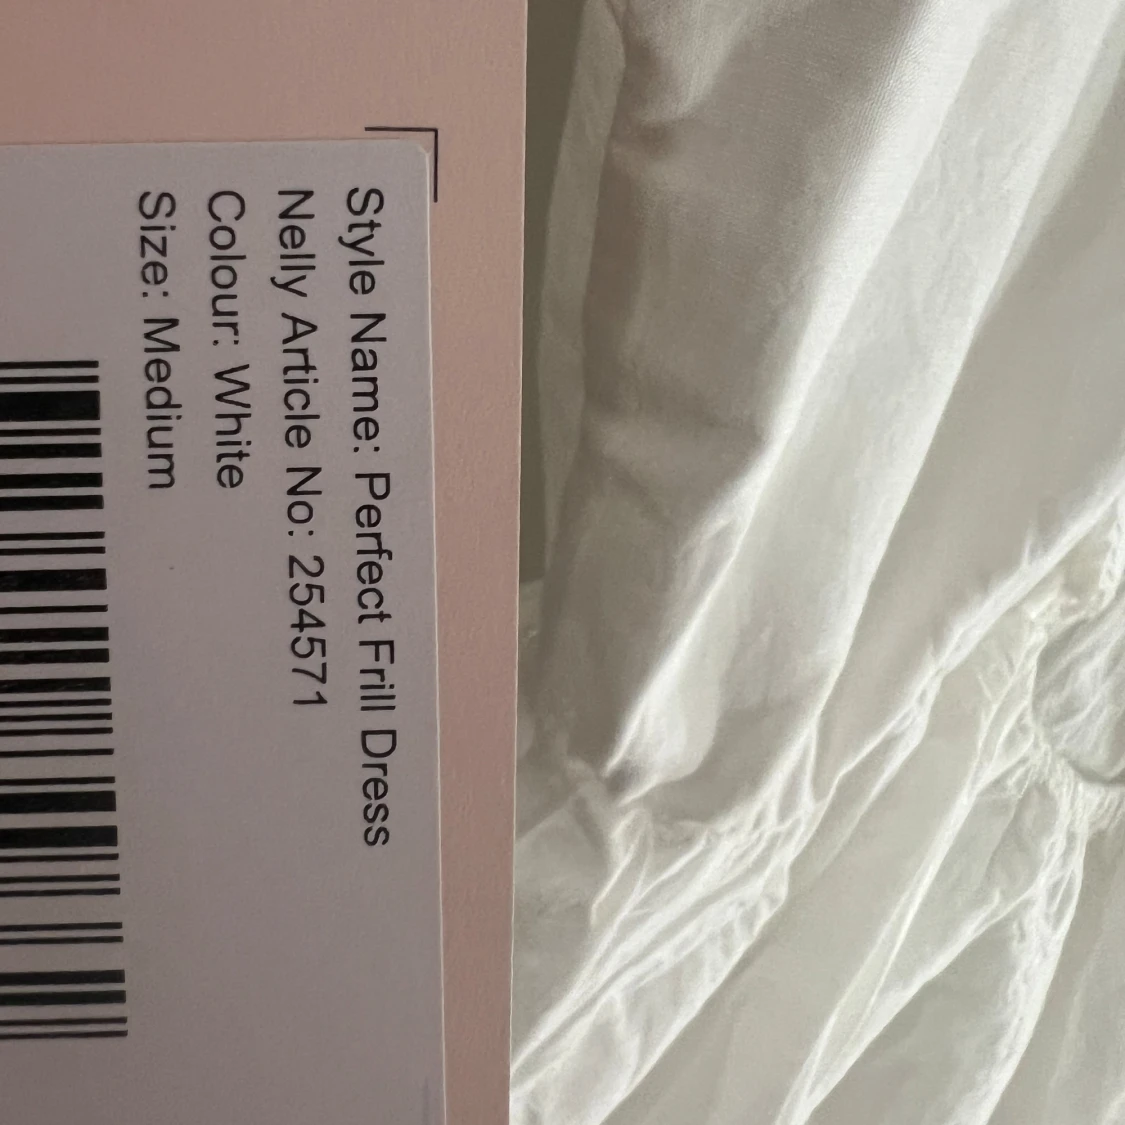 Style Name: Perfect Frill Dress
Nelly Article No: 254571
Colour: White
Size: Medium